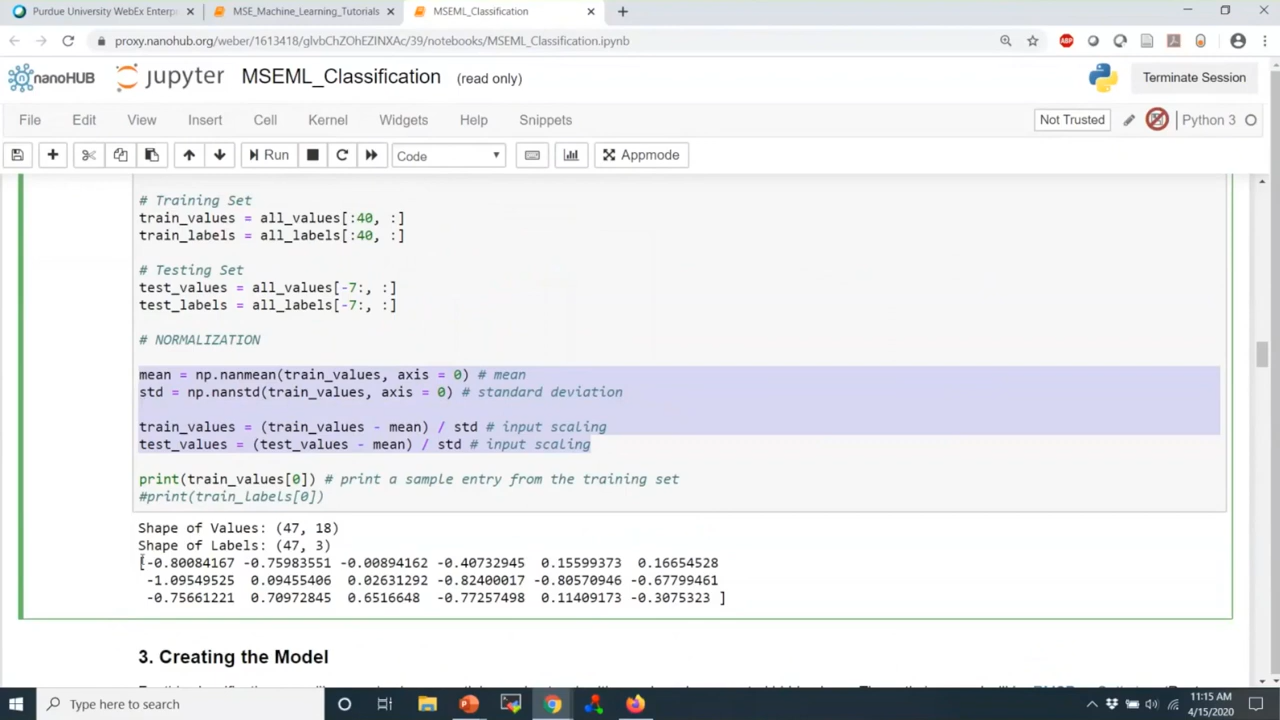 Purdue University WebEx Enterp
MSE_Machine_Learning_Tutorials
MSEML_Classification
proxy.nanohub.org/weber/1613418/glvbChZOhEZINXAc/39/notebooks/MSEML_Classification.ipynb
ABP
nanoHUB
jupyter
MSEML_Classification (read only)
Terminate Session
File Edit View Insert Cell Kernel Widgets Help Snippets
Not Trusted
Python 3
Run
Code
Appmode
# Training Set
train_values = all_values[:40, :]
train_labels = all_labels[:40, :]
# Testing Set
test_values = all_values[-7:, :]
test_labels = all_labels[-7:, :]
# NORMALIZATION
mean = np.nanmean(train_values, axis = 0) # mean
std = np.nanstd(train_values, axis = 0) # standard deviation
train_values = (train_values - mean) / std # input scaling
test_values = (test_values - mean) / std # input scaling
print(train_values[0]) # print a sample entry from the training set
#print(train_labels[0])
Shape of Values: (47, 18)
Shape of Labels: (47, 3)
[-0.80084167 -0.75983551 -0.00894162 -0.40732945 0.15599373 0.16654528
-1.09549525 0.09455406 0.02631292 -0.82400017 -0.80570946 -0.67799461
-0.75661221 0.70972845 0.6516648 -0.77257498 0.11409173 -0.3075323 ]
3. Creating the Model
Type here to search
11:15 AM
4/15/2020